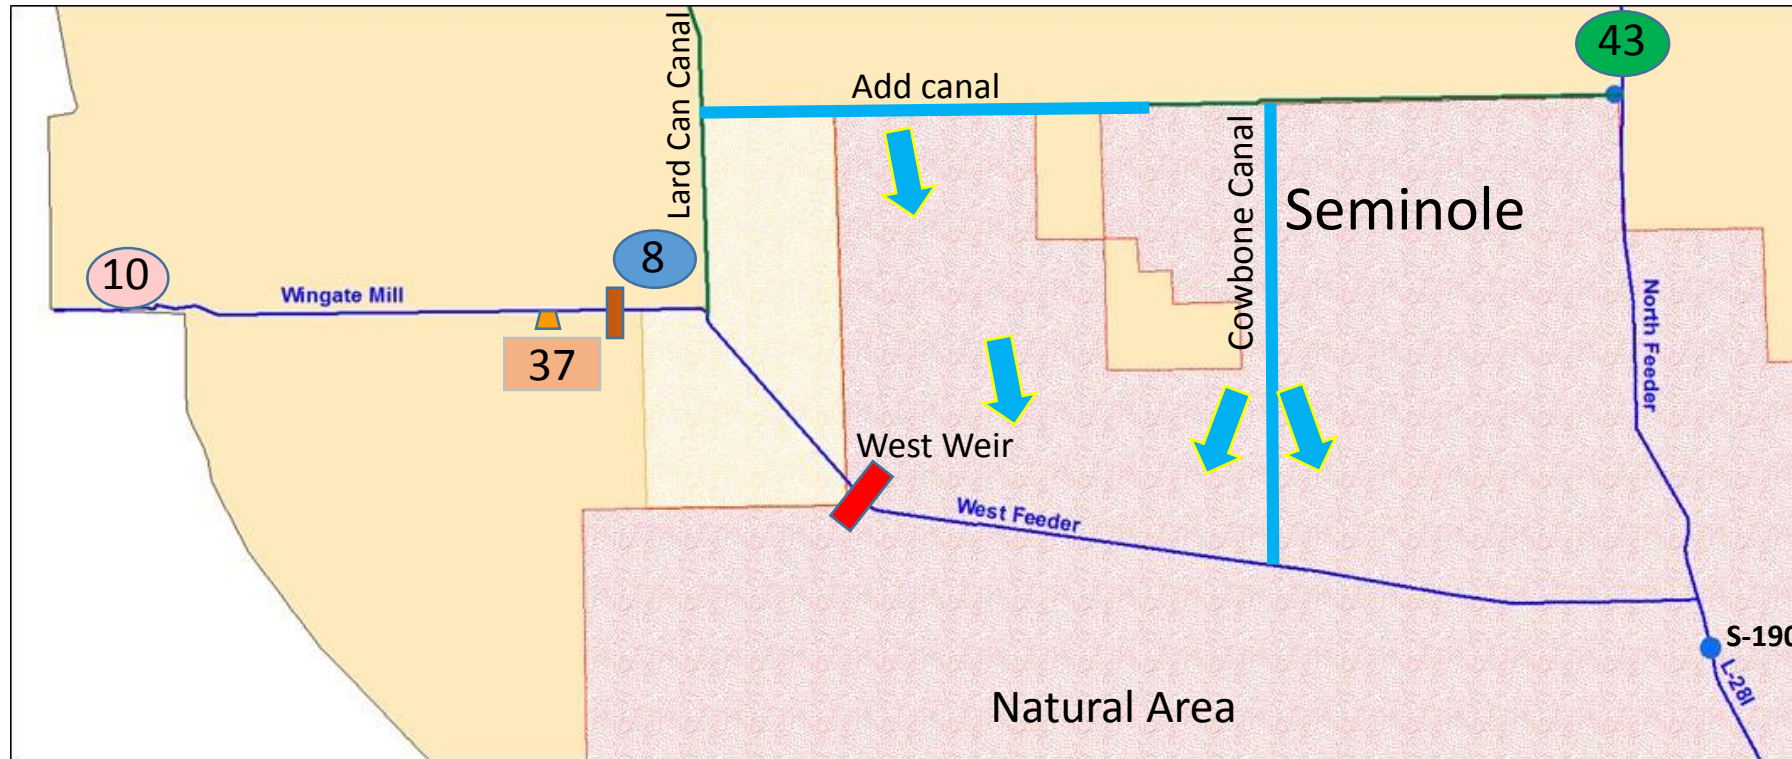 43
Lard Can Canal
Add canal
Cowbone Canal
Seminole
8
10
Wingate Mill
37
North Feeder
West Weir
West Feeder
S-190
L-28I
Natural Area